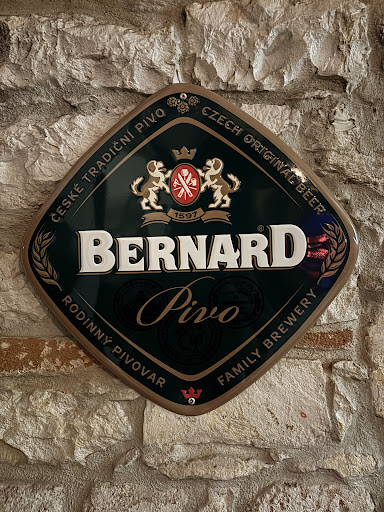 ČESKÉ TRADIČNÍ PIVO
CZECH ORIGINAL BEER
1597
BERNARD®
Pivo
RODINNÝ PIVOVAR
FAMILY BREWERY